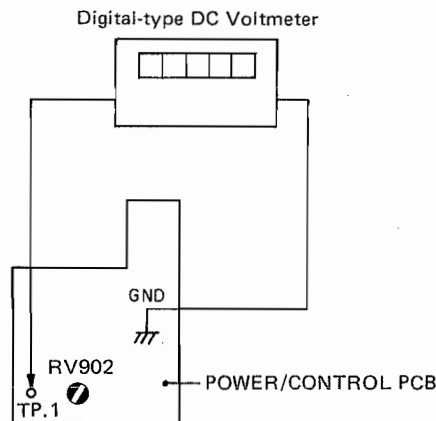 Digital-type DC Voltmeter
GND
RV902
POWER/CONTROL PCB
TP.1